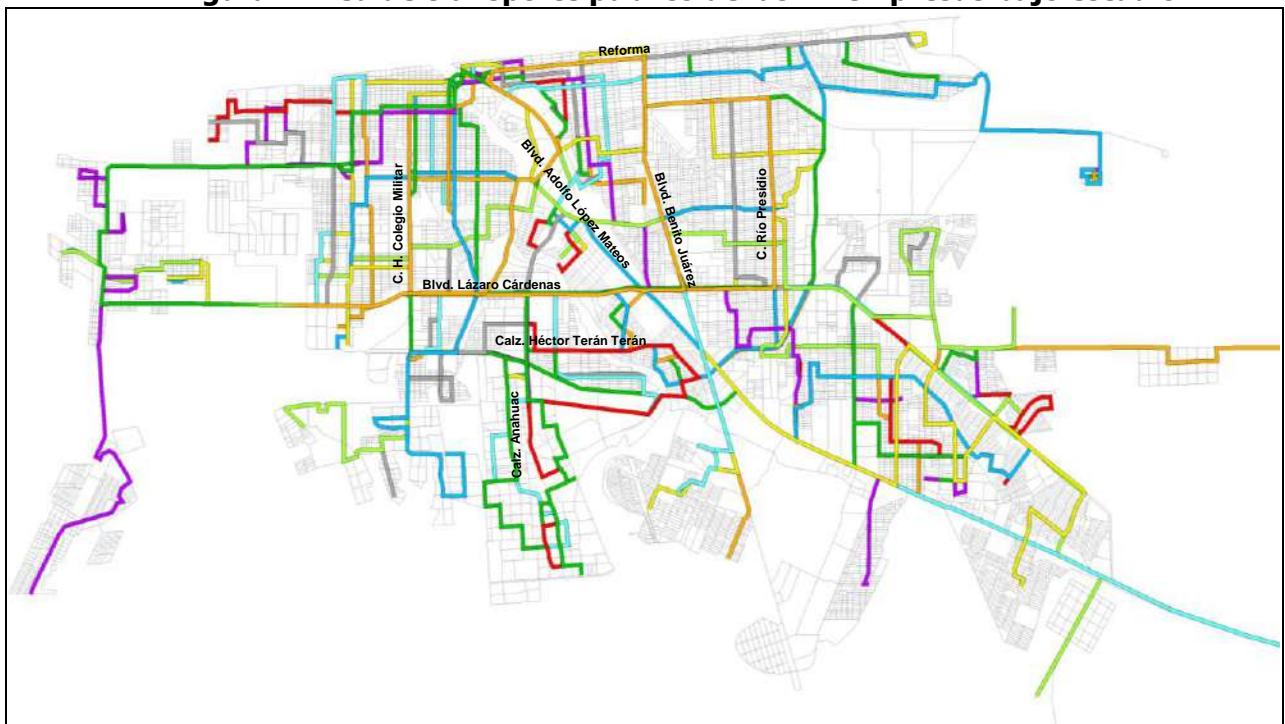 Reforma
Blvd. Adolfo López Mateos
Blvd. Benito Juárez
C. H. Colegio Militar
C. Río Presidio
Blvd. Lázaro Cárdenas
Calz. Héctor Terán Terán
Calz. Anahuac